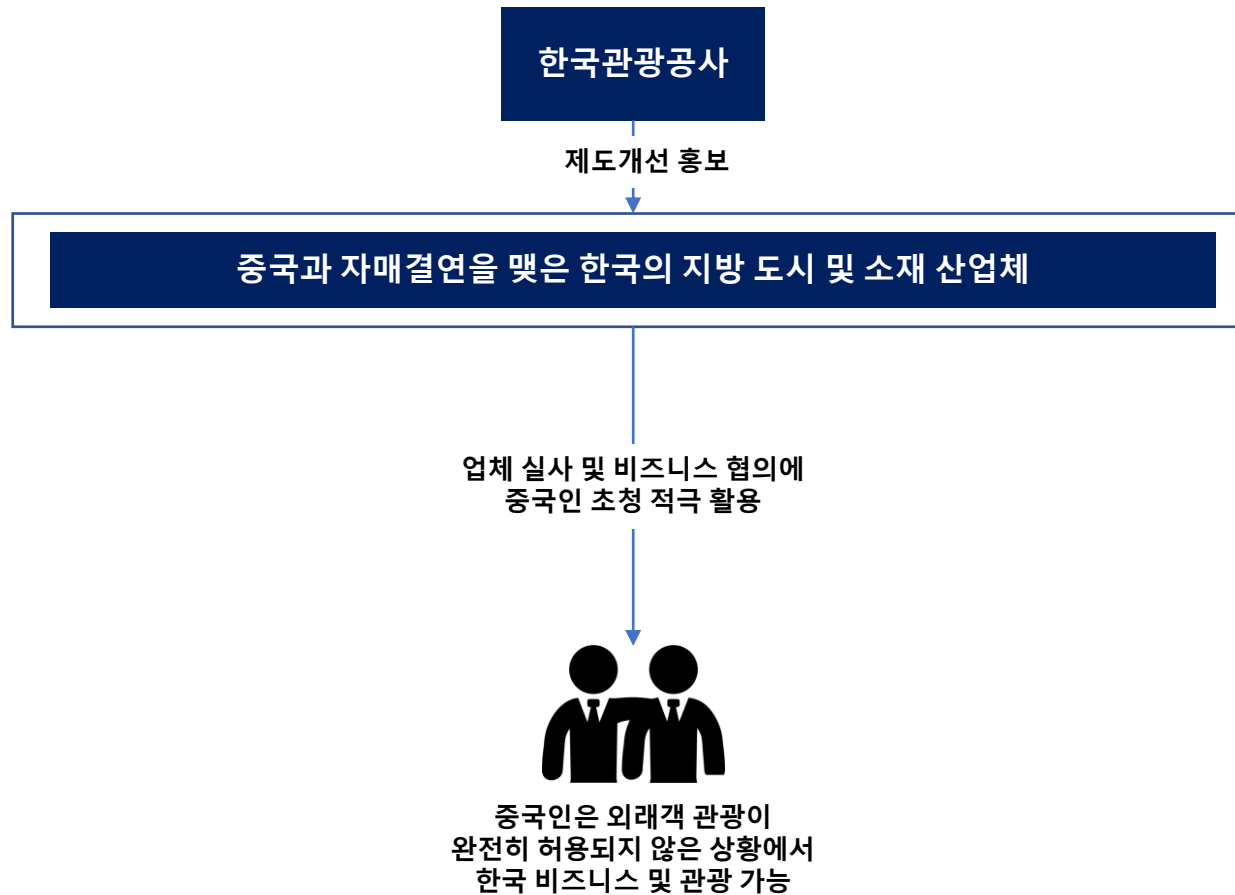 한국관광공사
제도개선 홍보
중국과 자매결연을 맺은 한국의 지방 도시 및 소재 산업체
업체 실사 및 비즈니스 협의에
중국인 초청 적극 활용
중국인은 외래객 관광이
완전히 허용되지 않은 상황에서
한국 비즈니스 및 관광 가능